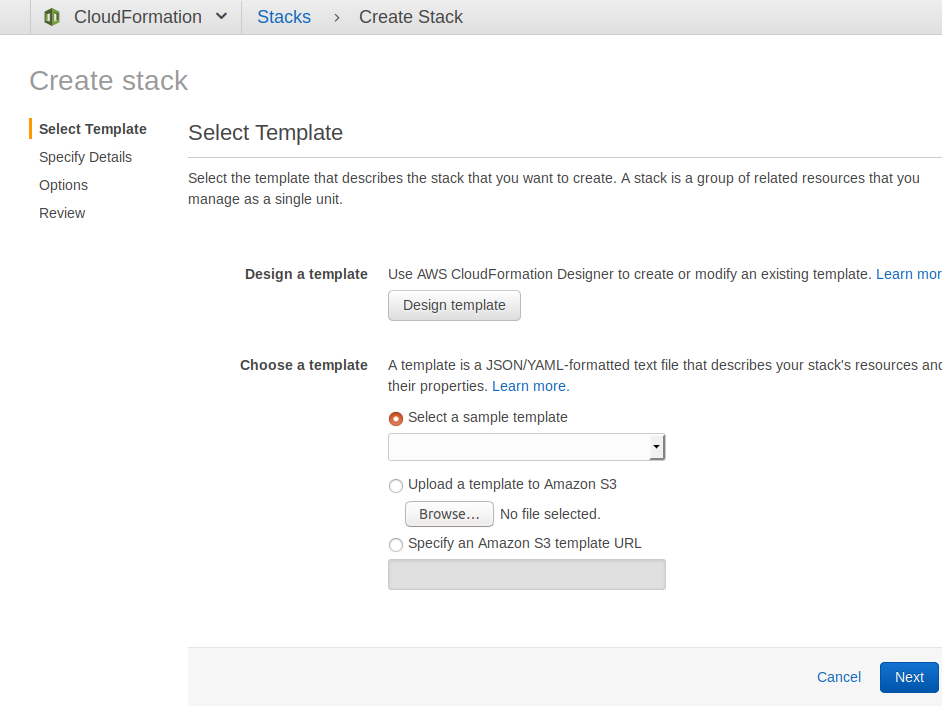 CloudFormation Stacks › Create Stack
Create stack
Select Template
Specify Details
Options
Review
Select Template
Select the template that describes the stack that you want to create. A stack is a group of related resources that you
manage as a single unit.
Design a template
Use AWS CloudFormation Designer to create or modify an existing template. Learn mor
Design template
Choose a template
A template is a JSON/YAML-formatted text file that describes your stack's resources and
their properties. Learn more.
Select a sample template
Upload a template to Amazon S3
Browse... No file selected.
Specify an Amazon S3 template URL
Cancel Next